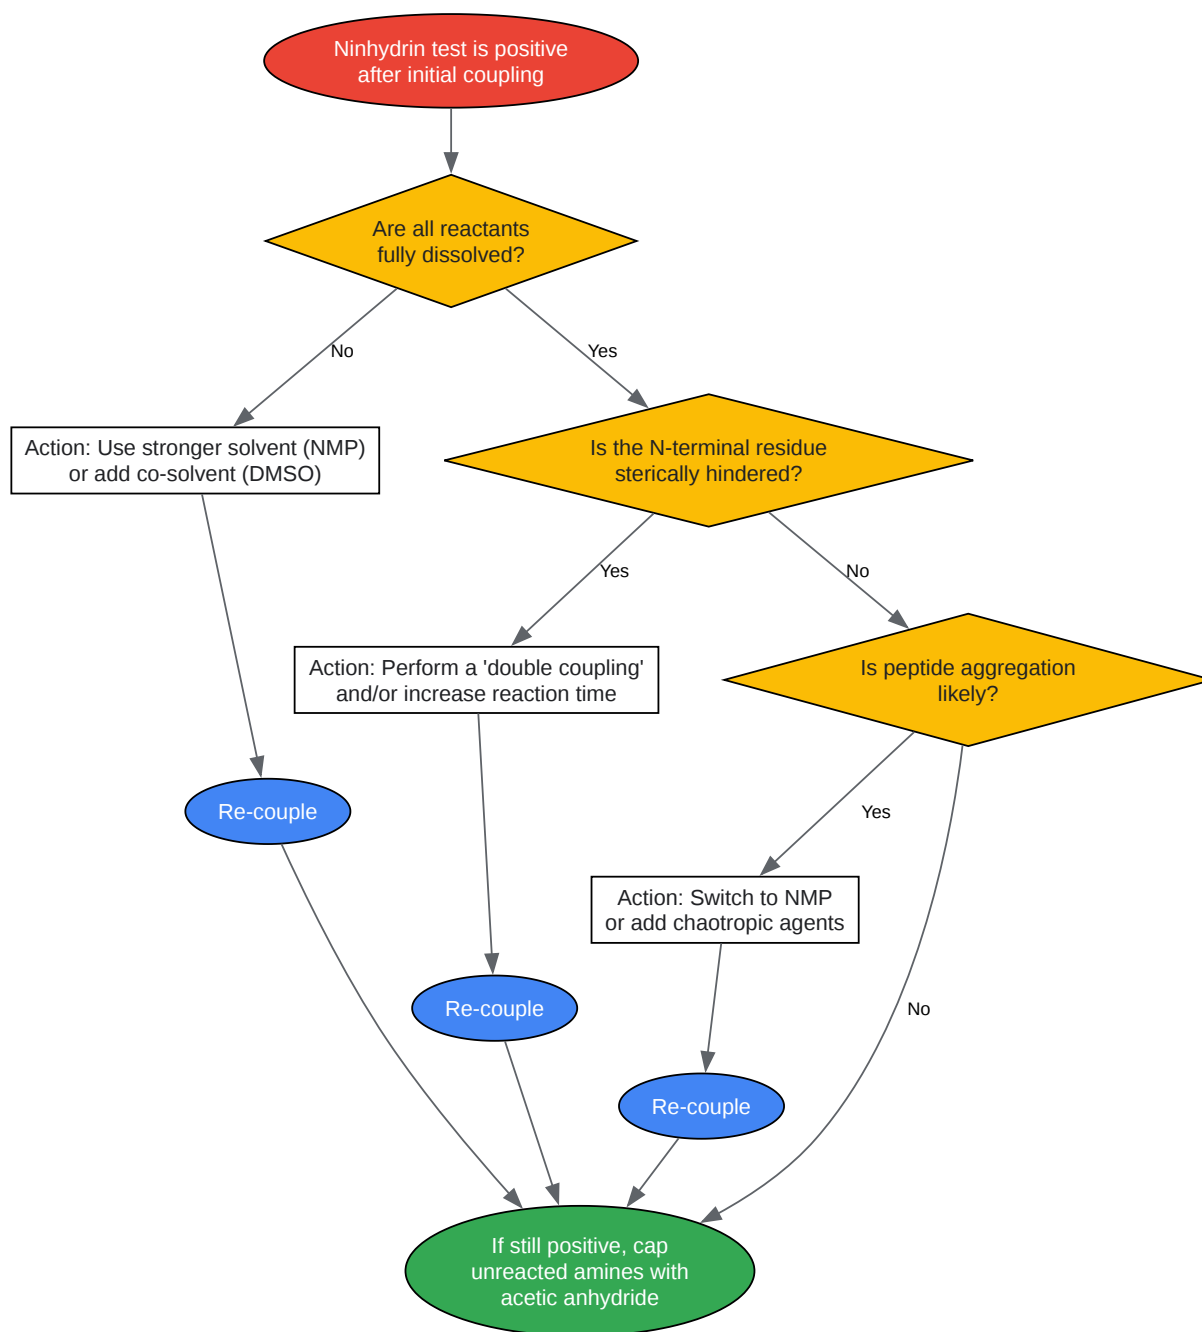 Ninhydrin test is positive
after initial coupling
Are all reactants
fully dissolved?
No
Yes
Action: Use stronger solvent (NMP)
or add co-solvent (DMSO)
Is the N-terminal residue
sterically hindered?
Yes
No
Action: Perform a 'double coupling'
and/or increase reaction time
Is peptide aggregation
likely?
Re-couple
Yes
Action: Switch to NMP
or add chaotropic agents
Re-couple
No
Re-couple
If still positive, cap
unreacted amines with
acetic anhydride